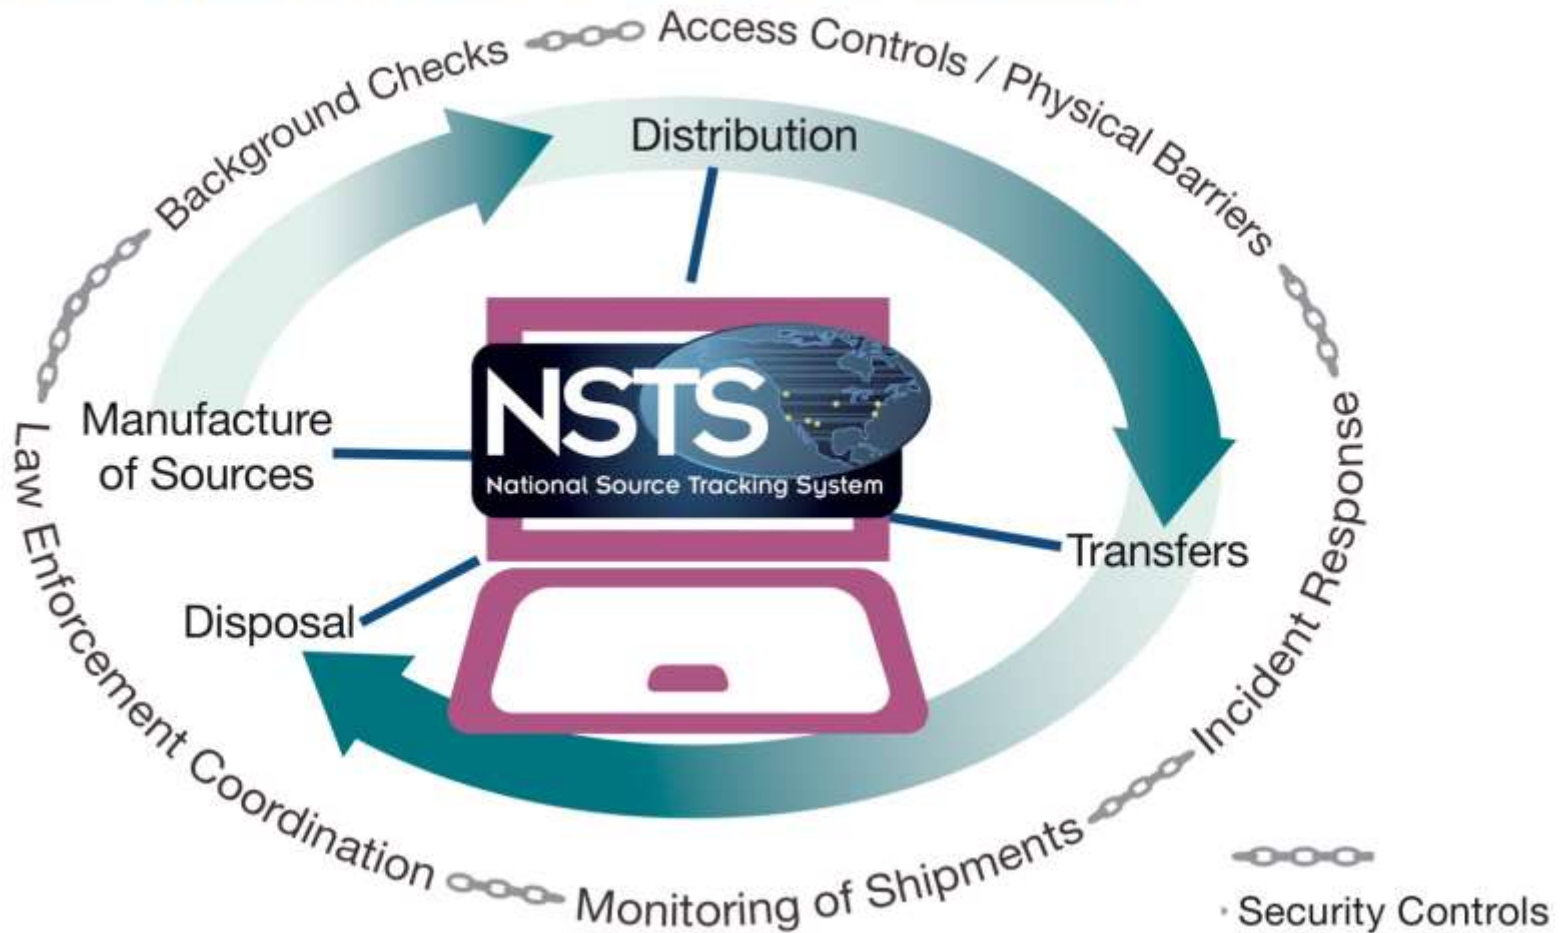 Background Checks
Access Controls / Physical Barriers
Distribution
NSTS
National Source Tracking System
Manufacture
of Sources
Transfers
Disposal
Incident Response
Law Enforcement Coordination
Monitoring of Shipments
Security Controls